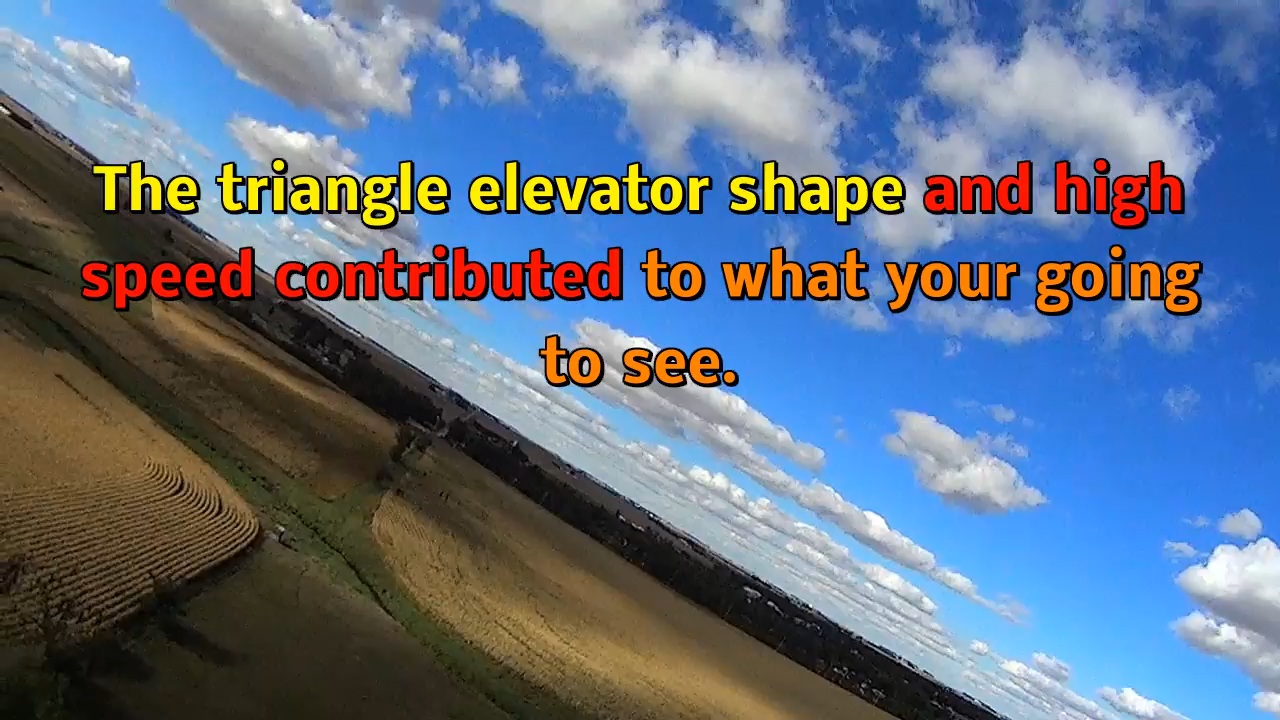 The triangle elevator shape and high
speed contributed to what your going
to see.